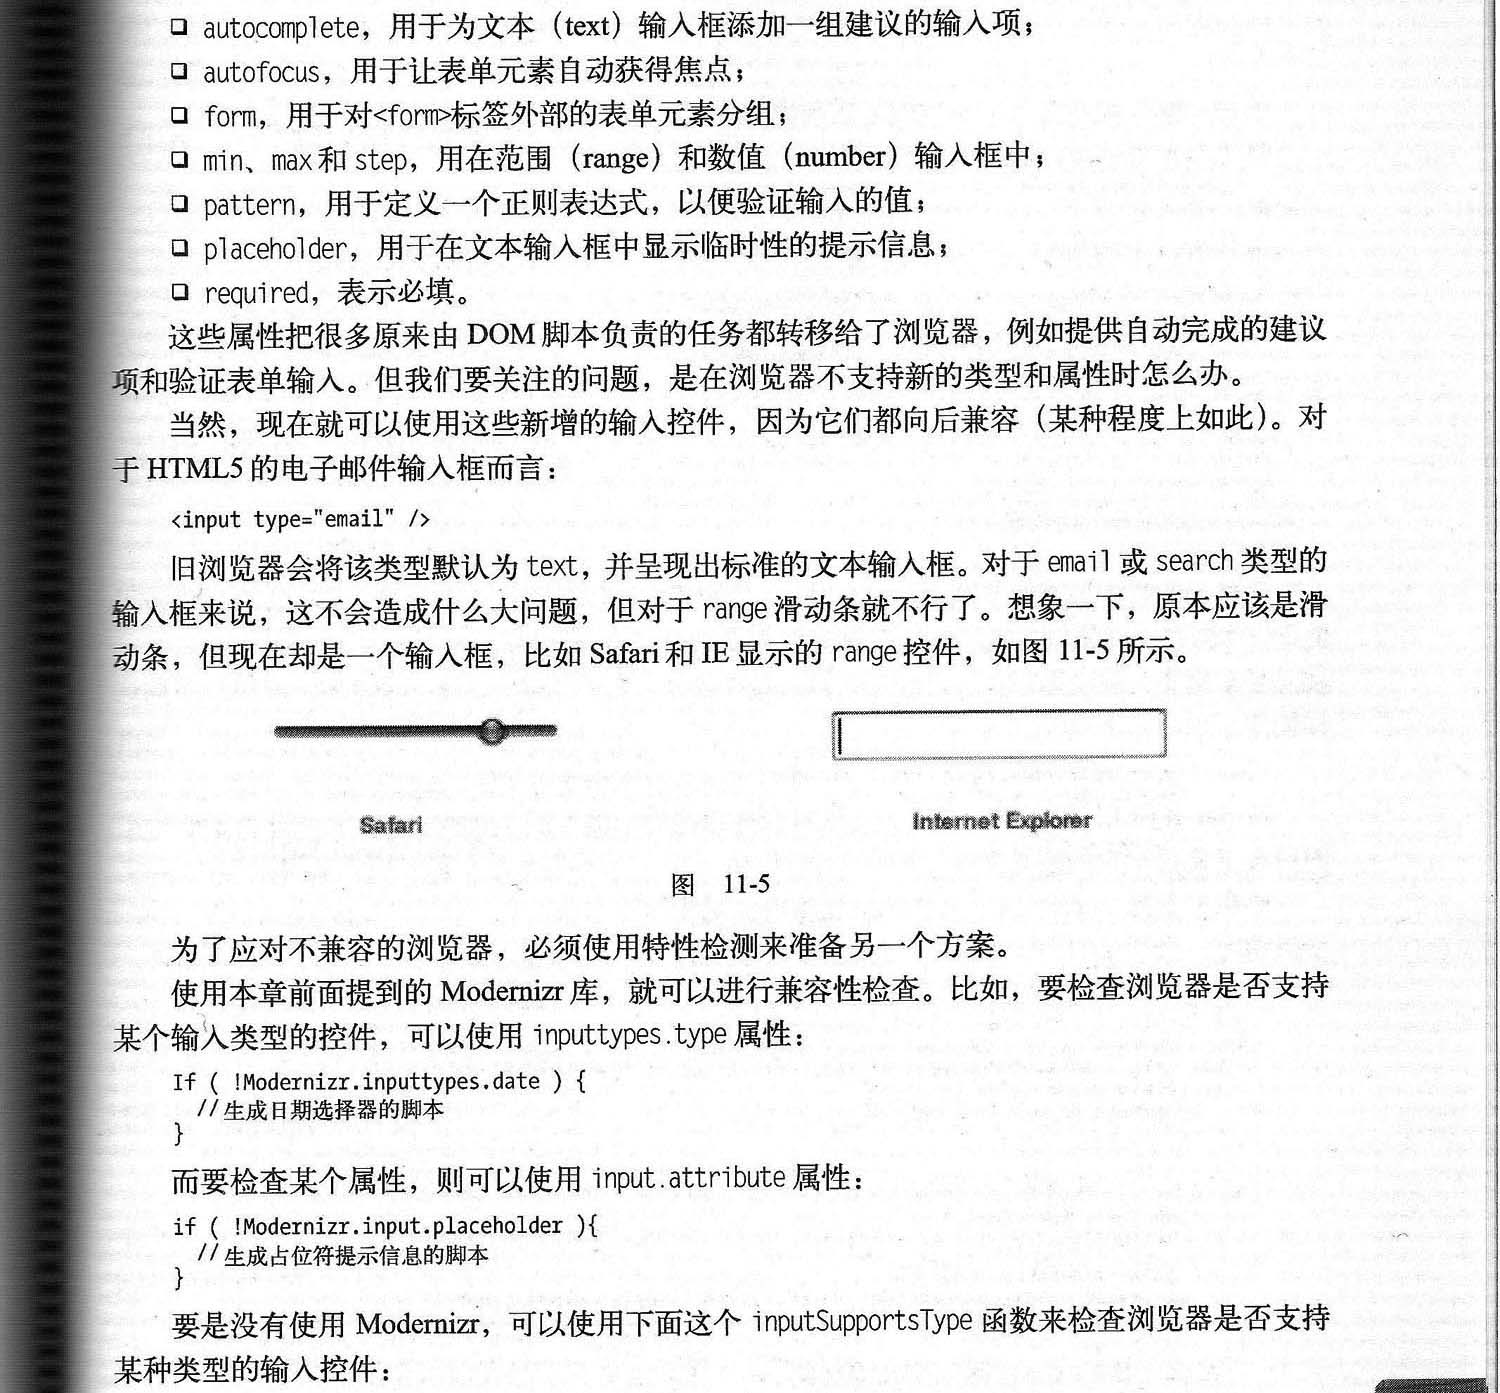 ❑ autocomplete，用于为文本（text）输入框添加一组建议的输入项；
❑ autofocus，用于让表单元素自动获得焦点；
❑ form，用于对<form>标签外部的表单元素分组；
❑ min、max 和 step，用在范围（range）和数值（number）输入框中；
❑ pattern，用于定义一个正则表达式，以便验证输入的值；
❑ placeholder，用于在文本输入框中显示临时性的提示信息；
❑ required，表示必填。
这些属性把很多原来由 DOM 脚本负责的任务都转移给了浏览器，例如提供自动完成的建议
项和验证表单输入。但我们要关注的问题，是在浏览器不支持新的类型和属性时怎么办。
当然，现在就可以使用这些新增的输入控件，因为它们都向后兼容（某种程度上如此）。对
于 HTML5 的电子邮件输入框而言：
<input type="email" />
旧浏览器会将该类型默认为 text，并呈现出标准的文本输入框。对于 email 或 search 类型的
输入框来说，这不会造成什么大问题，但对于 range 滑动条就不行了。想象一下，原本应该是滑
动条，但现在却是一个输入框，比如 Safari 和 IE 显示的 range 控件，如图 11-5 所示。
Safari
Internet Explorer
图 11-5
为了应对不兼容的浏览器，必须使用特性检测来准备另一个方案。
使用本章前面提到的 Modernizr 库，就可以进行兼容性检查。比如，要检查浏览器是否支持
某个输入类型的控件，可以使用 inputtypes.type 属性：
If ( !Modernizr.inputtypes.date ) {
//生成日期选择器的脚本
}
而要检查某个属性，则可以使用 input.attribute 属性：
if ( !Modernizr.input.placeholder ){
//生成占位符提示信息的脚本
}
要是没有使用 Modernizr，可以使用下面这个 inputSupportsType 函数来检查浏览器是否支持
某种类型的输入控件：